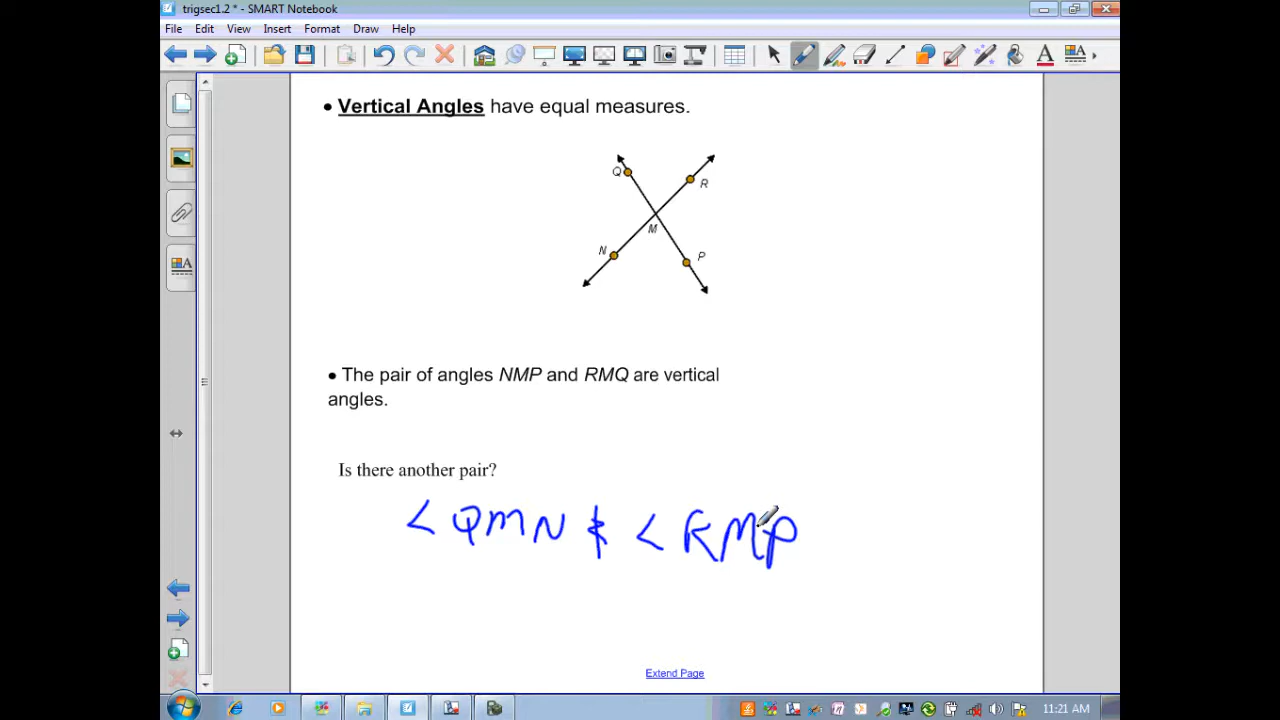 trigsec1.2 * - SMART Notebook
File Edit View Insert Format Draw Help
• Vertical Angles have equal measures.
Q
R
M
N
P
• The pair of angles NMP and RMQ are vertical
angles.
Is there another pair?
< QMN & < RMP
Extend Page
11:21 AM